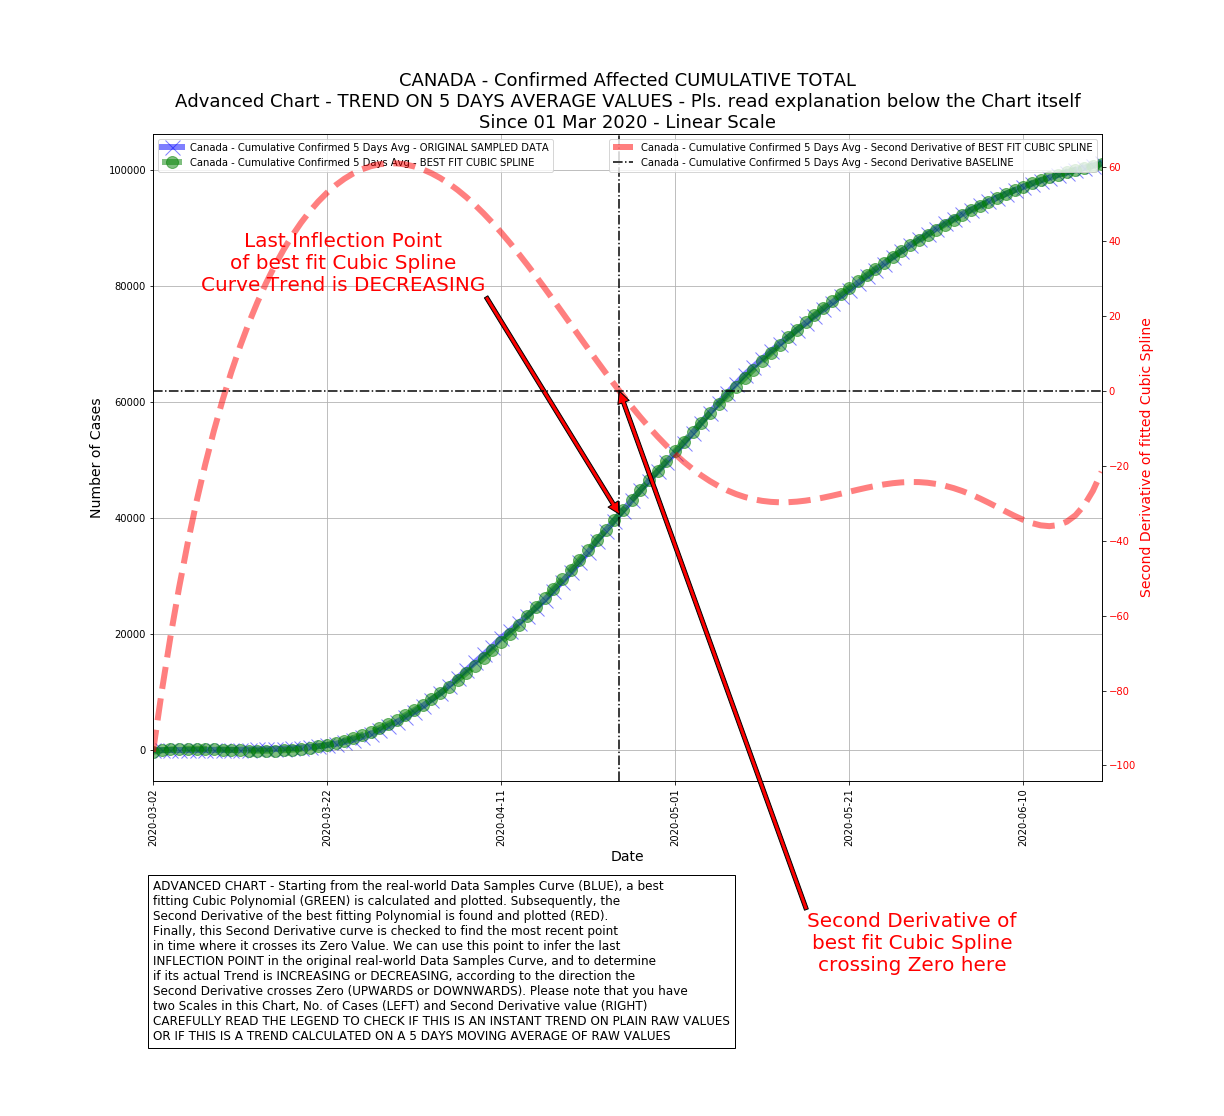 CANADA - Confirmed Affected CUMULATIVE TOTAL
Advanced Chart - TREND ON 5 DAYS AVERAGE VALUES - Pls. read explanation below the Chart itself
Since 01 Mar 2020 - Linear Scale
Canada - Cumulative Confirmed 5 Days Avg - ORIGINAL SAMPLED DATA
Canada - Cumulative Confirmed 5 Days Avg - BEST FIT CUBIC SPLINE
Canada - Cumulative Confirmed 5 Days Avg - Second Derivative of BEST FIT CUBIC SPLINE
Canada - Cumulative Confirmed 5 Days Avg - Second Derivative BASELINE
Last Inflection Point
of best fit Cubic Spline
Curve Trend is DECREASING
Number of Cases
100000
80000
60000
40000
20000
0
60
40
20
0
−20
−40
−60
−80
−100
Second Derivative of fitted Cubic Spline
2020-03-02
2020-03-22
2020-04-11
2020-05-01
2020-05-21
2020-06-10
Date
ADVANCED CHART - Starting from the real-world Data Samples Curve (BLUE), a best
fitting Cubic Polynomial (GREEN) is calculated and plotted. Subsequently, the
Second Derivative of the best fitting Polynomial is found and plotted (RED).
Finally, this Second Derivative curve is checked to find the most recent point
in time where it crosses its Zero Value. We can use this point to infer the last
INFLECTION POINT in the original real-world Data Samples Curve, and to determine
if its actual Trend is INCREASING or DECREASING, according to the direction the
Second Derivative crosses Zero (UPWARDS or DOWNWARDS). Please note that you have
two Scales in this Chart, No. of Cases (LEFT) and Second Derivative value (RIGHT)
CAREFULLY READ THE LEGEND TO CHECK IF THIS IS AN INSTANT TREND ON PLAIN RAW VALUES
OR IF THIS IS A TREND CALCULATED ON A 5 DAYS MOVING AVERAGE OF RAW VALUES
Second Derivative of
best fit Cubic Spline
crossing Zero here